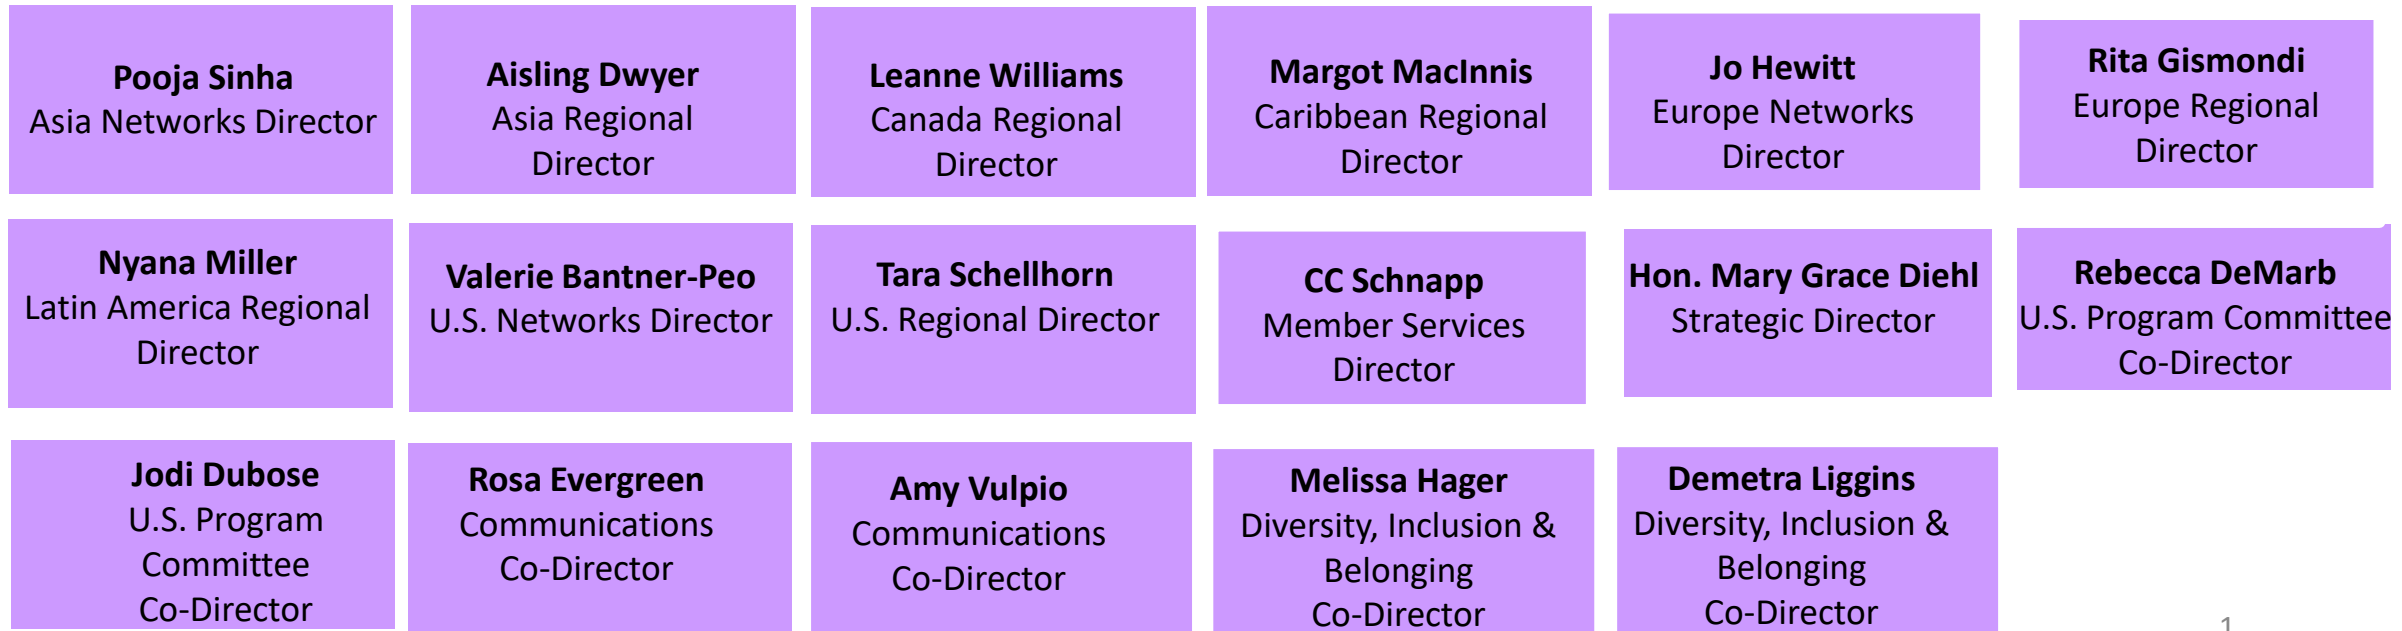 Pooja Sinha
Asia Networks Director
Aisling Dwyer
Asia Regional
Director
Leanne Williams
Canada Regional
Director
Margot MacInnis
Caribbean Regional
Director
Jo Hewitt
Europe Networks
Director
Rita Gismondi
Europe Regional
Director
Nyana Miller
Latin America Regional
Director
Valerie Bantner-Peo
U.S. Networks Director
Tara Schellhorn
U.S. Regional Director
CC Schnapp
Member Services
Director
Hon. Mary Grace Diehl
Strategic Director
Rebecca DeMarb
U.S. Program Committee
Co-Director
Jodi Dubose
U.S. Program
Committee
Co-Director
Rosa Evergreen
Communications
Co-Director
Amy Vulpio
Communications
Co-Director
Melissa Hager
Diversity, Inclusion &
Belonging
Co-Director
Demetra Liggins
Diversity, Inclusion &
Belonging
Co-Director
1